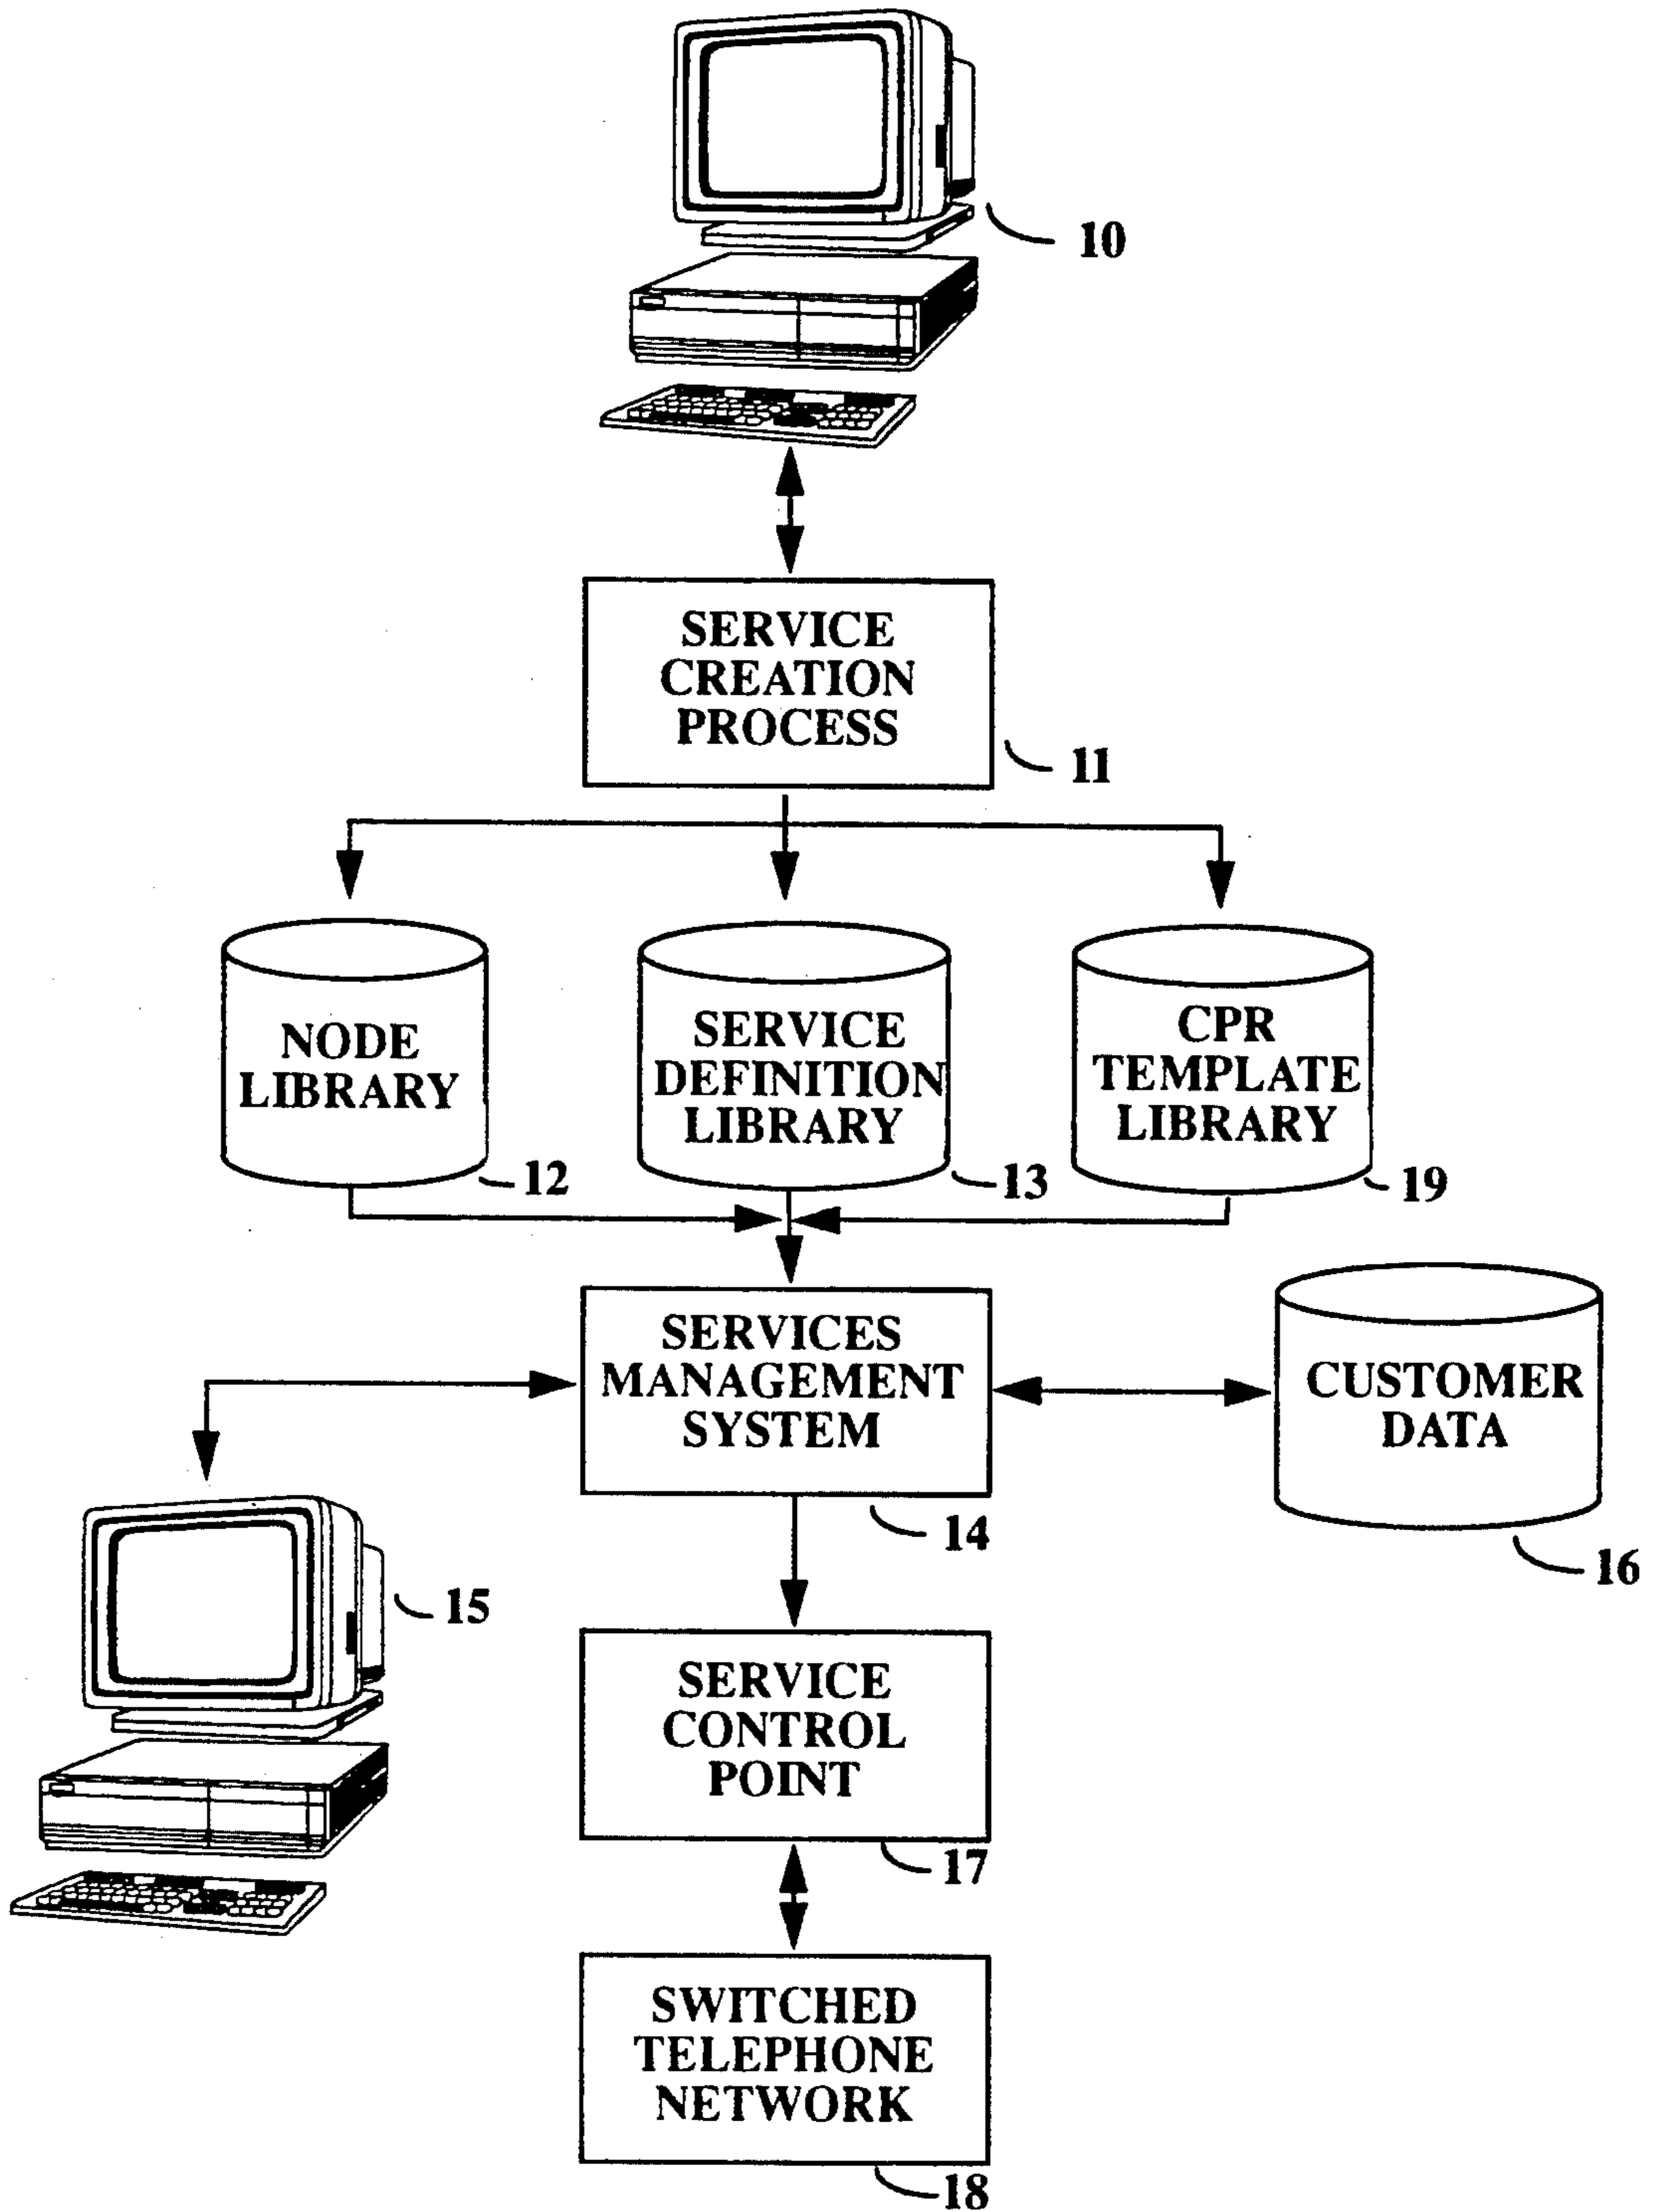 10
SERVICE
CREATION
PROCESS
11
NODE
LIBRARY
12
SERVICE
DEFINITION
LIBRARY
13
CPR
TEMPLATE
LIBRARY
19
SERVICES
MANAGEMENT
SYSTEM
14
CUSTOMER
DATA
16
15
SERVICE
CONTROL
POINT
17
SWITCHED
TELEPHONE
NETWORK
18